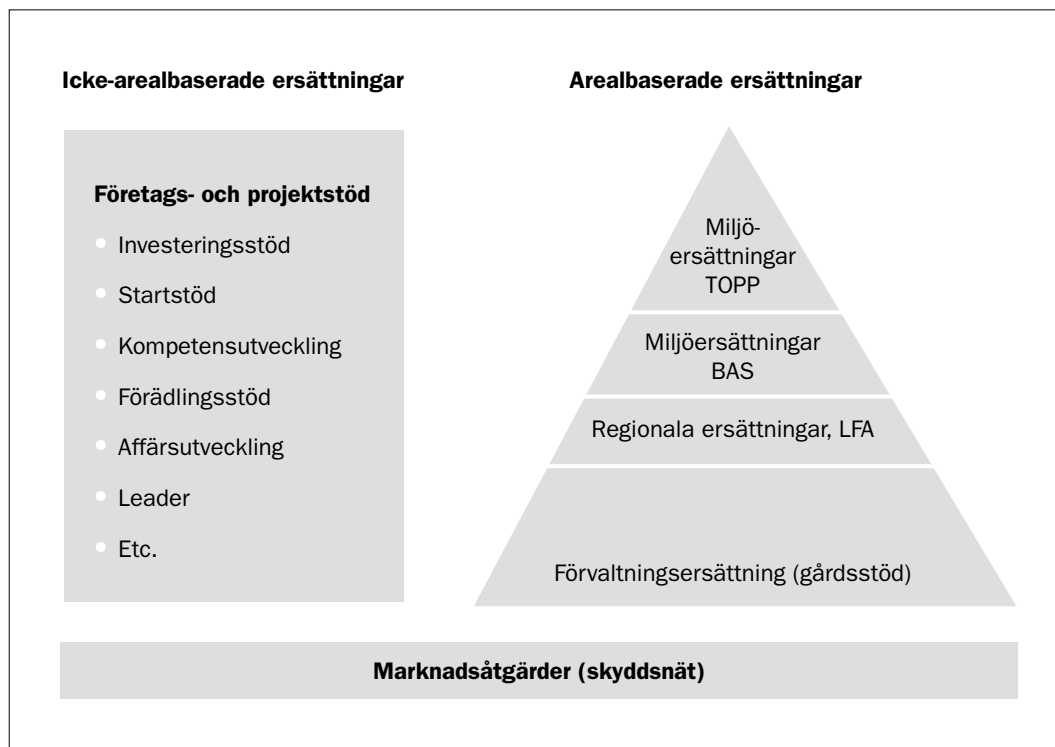 Icke-arealbaserade ersättningar
Företags- och projektstöd
Investeringsstöd
Startstöd
Kompetensutveckling
Förädlingsstöd
Affärsutveckling
Leader
Etc.
Arealbaserade ersättningar
Miljö-
ersättningar
TOPP
Miljöersättningar
BAS
Regionala ersättningar, LFA
Förvaltningsersättning (gårdsstöd)
Marknadsåtgärder (skyddsnät)